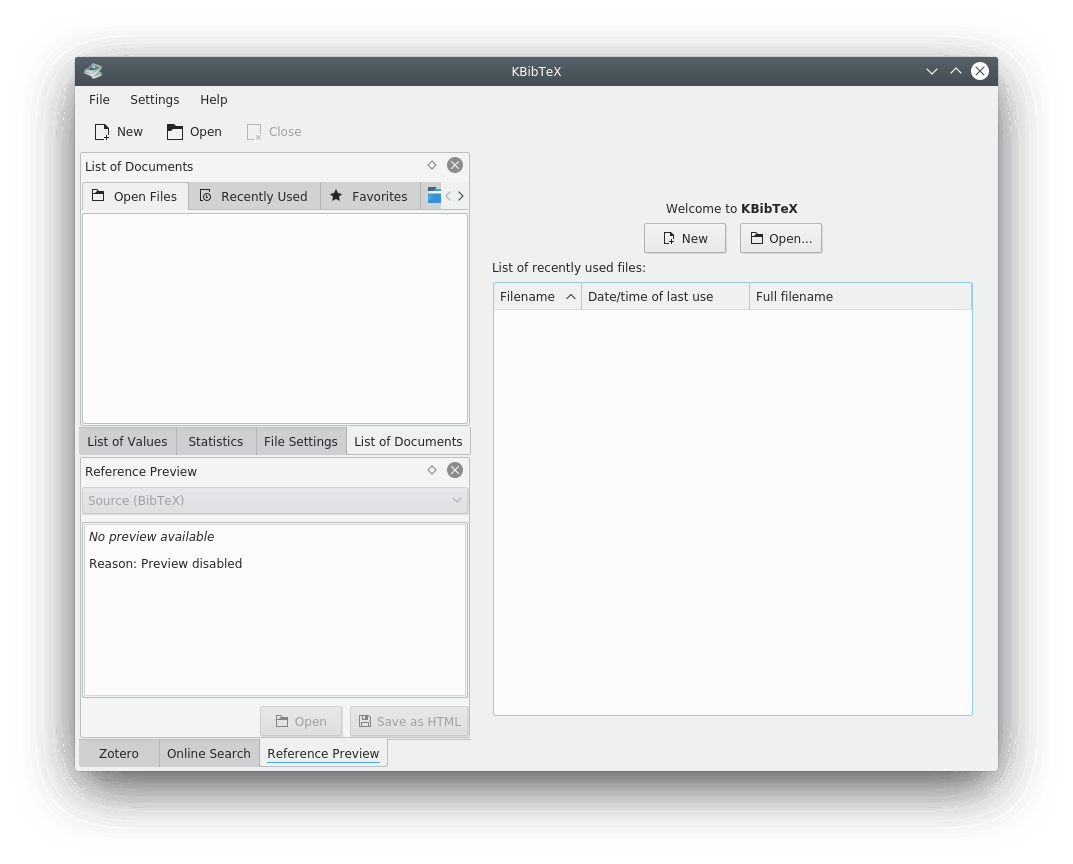 KBibTeX
File Settings Help
New Open Close
List of Documents
Open Files Recently Used Favorites
List of Values Statistics File Settings List of Documents
Reference Preview
Source (BibTeX)
No preview available
Reason: Preview disabled
Open Save as HTML
Zotero Online Search Reference Preview
Welcome to KBibTeX
New Open...
List of recently used files:
Filename Date/time of last use Full filename